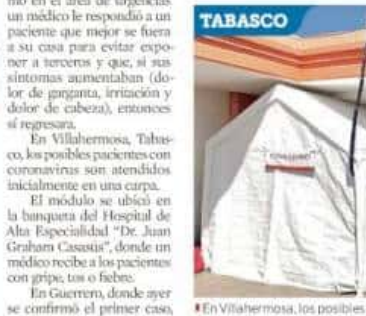 mo en el área de urgencias
un médico le respondió a un
paciente que mejor se fuera
a su casa para evitar expo-
ner a terceros y que, si sus
síntomas aumentaban (do-
lor de garganta, irritación y
dolor de cabeza), entonces
sí regresara.
En Villahermosa, Tabas-
co, los posibles pacientes con
coronavirus son atendidos
inicialmente en una carpa.
El módulo se ubicó en
la banqueta del Hospital de
Alta Especialidad "Dr. Juan
Graham Casasús", donde un
médico recibe a los pacientes
con gripe, tos o fiebre.
En Guerrero, donde ayer
se confirmó el primer caso,
TABASCO
En Villahermosa, los posibles